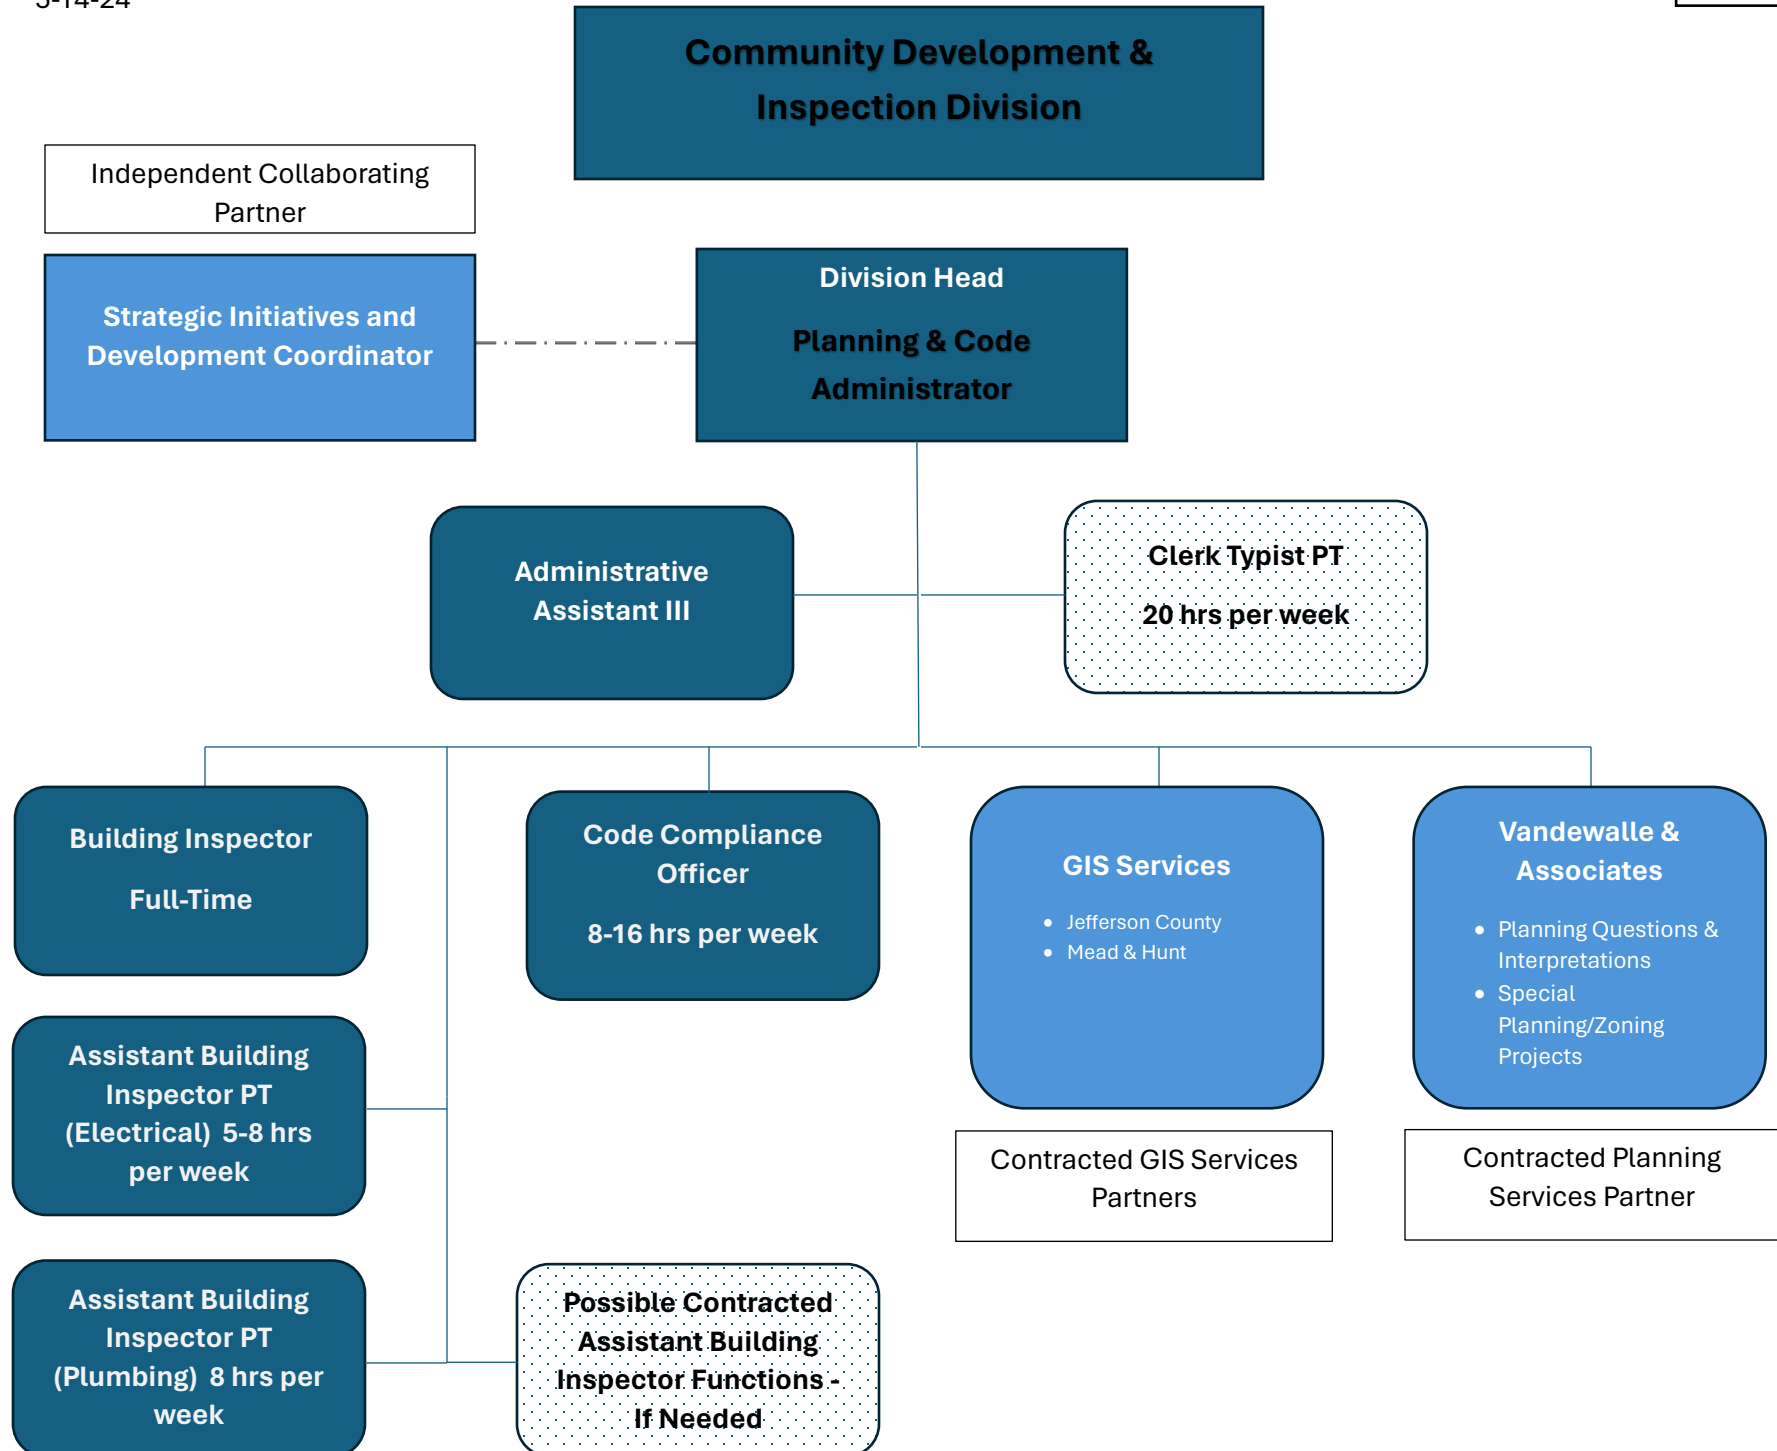 5-14-24
Community Development &
Inspection Division
Independent Collaborating
Partner
Strategic Initiatives and
Development Coordinator
Division Head
Planning & Code
Administrator
Administrative
Assistant III
Clerk Typist PT
20 hrs per week
Building Inspector
Full-Time
Code Compliance
Officer
8-16 hrs per week
GIS Services
• Jefferson County
• Mead & Hunt
Vandewalle &
Associates
• Planning Questions &
Interpretations
• Special
Planning/Zoning
Projects
Assistant Building
Inspector PT
(Electrical) 5-8 hrs
per week
Contracted GIS Services
Partners
Contracted Planning
Services Partner
Assistant Building
Inspector PT
(Plumbing) 8 hrs per
week
Possible Contracted
Assistant Building
Inspector Functions -
If Needed